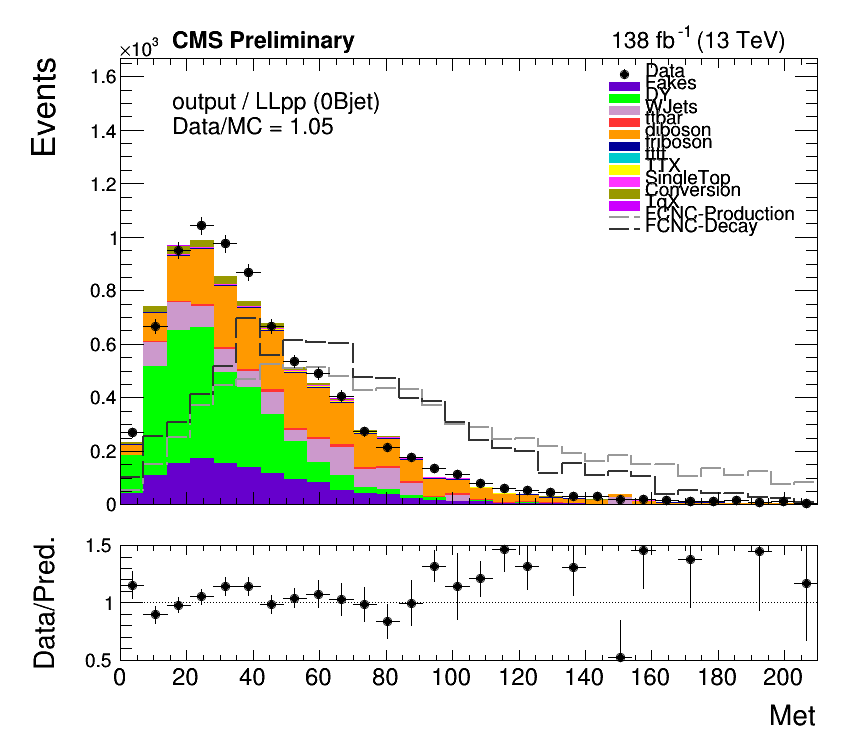 ×10³ CMS Preliminary 138 fb⁻¹ (13 TeV)
Events
output / LLpp (0Bjet)
Data/MC = 1.05
Data
Fakes
DY
WJets
ttbar
diboson
triboson
tttt
TTX
SingleTop
Conversion
TqX
FCNC-Production
FCNC-Decay
1.6
1.4
1.2
1
0.8
0.6
0.4
0.2
0
Data/Pred.
1.5
1
0.5
0 20 40 60 80 100 120 140 160 180 200
Met